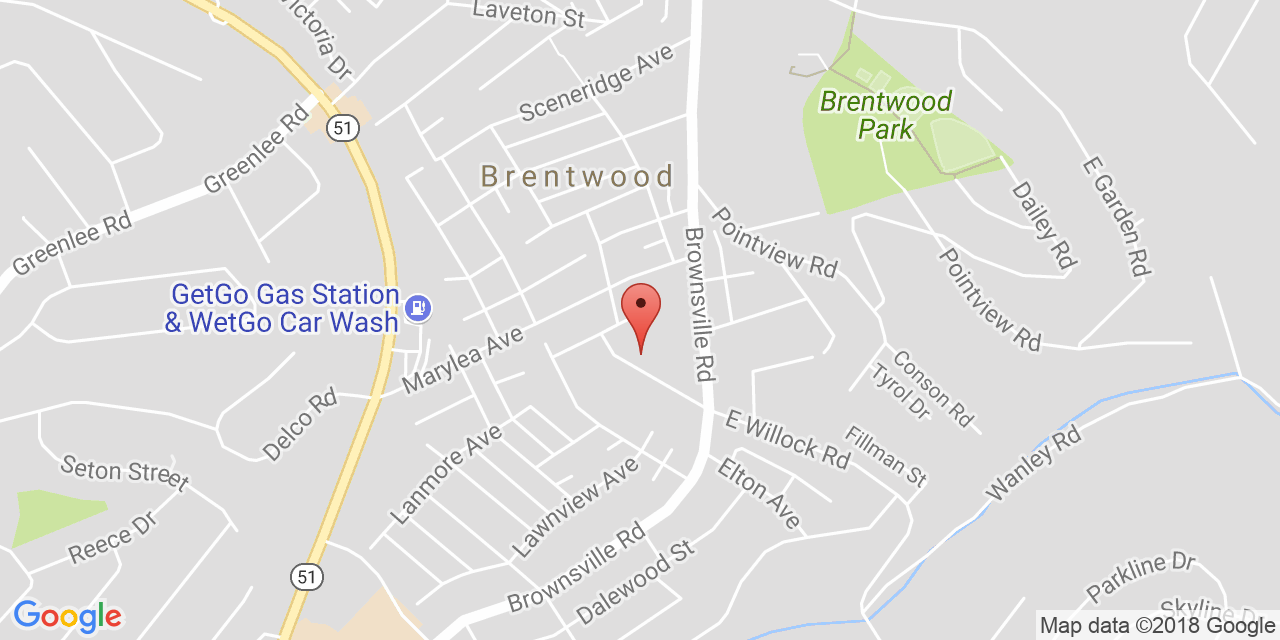 Laveton St
Victoria Dr
Sceneridge Ave
Greenlee Rd
51
Brentwood
Park
Brentwood
E Garden Rd
Dailey Rd
Greenlee Rd
Pointview Rd
Brownsville Rd
Pointview Rd
GetGo Gas Station
& WetGo Car Wash
Marylea Ave
Conson Rd
Tyrol Dr
Delco Rd
E Willock Rd
Fillman St
Wanley Rd
Lanmore Ave
Seton Street
Elton Ave
Lawnview Ave
Reece Dr
Brownsville Rd
Dalewood St
51
Parkline Dr
Skyline D
Google
Map data ©2018 Google